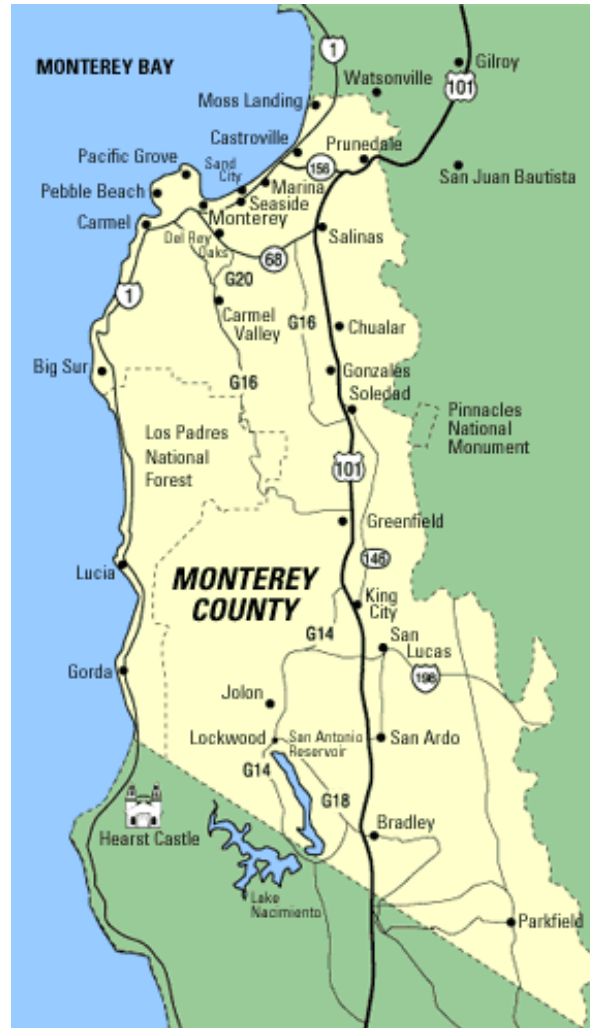 1
MONTEREY BAY
Gilroy
Watsonville
101
Moss Landing
Castroville
Prunedale
Pacific Grove
Sand
City
156
San Juan Bautista
Marina
Pebble Beach
Seaside
Monterey
Carmel
Del Rey
Oaks
Salinas
68
G20
1
Carmel
Valley
G16
Chualar
Big Sur
G16
Gonzales
Soledad
Pinnacles
National
Monument
Los Padres
National
Forest
101
Greenfield
146
Lucia
MONTEREY
COUNTY
King
City
G14
San
Lucas
Gorda
198
Jolon
Lockwood
San Antonio
Reservoir
San Ardo
G14
G18
Hearst Castle
Bradley
Lake
Nacimiento
Parkfield